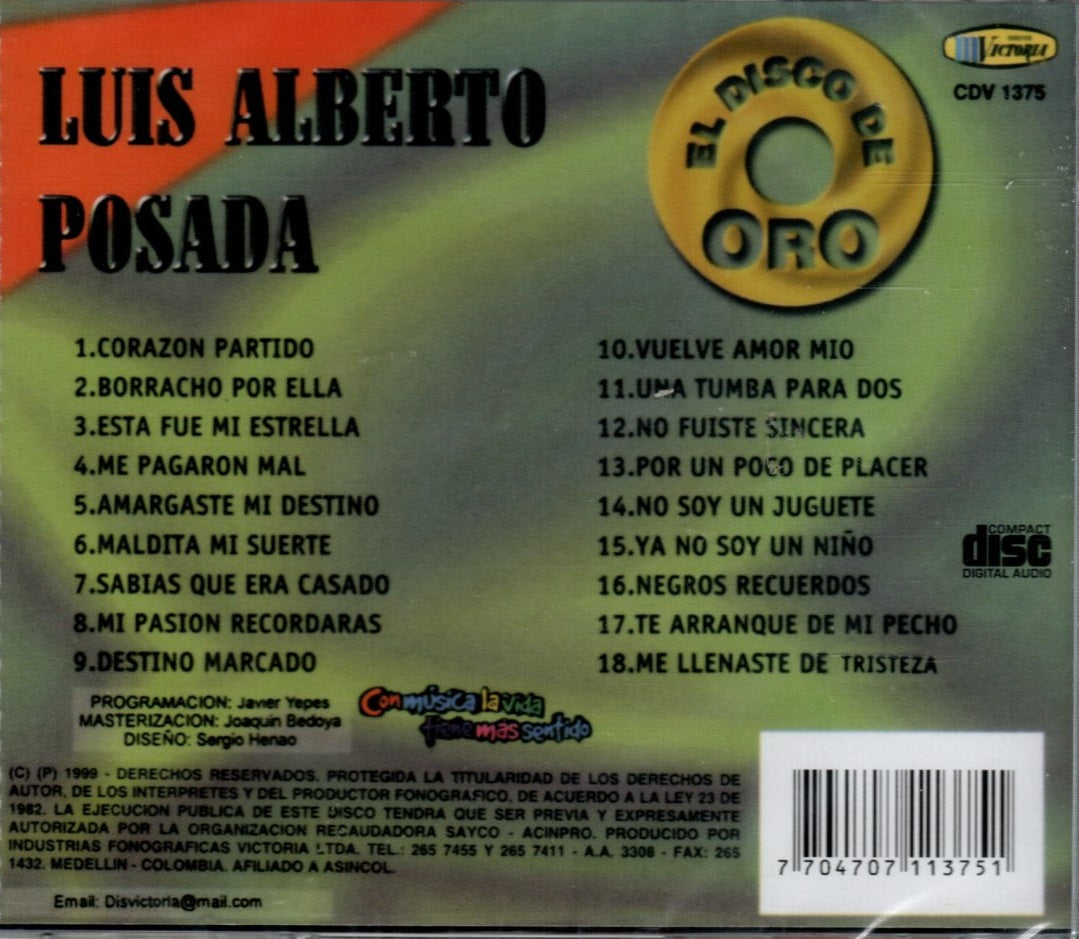 LUIS ALBERTO
POSADA
EL DISCO DE
ORO
VICTORIA
CDV 1375
1.CORAZON PARTIDO
2.BORRACHO POR ELLA
3.ESTA FUE MI ESTRELLA
4.ME PAGARON MAL
5.AMARGASTE MI DESTINO
6.MALDITA MI SUERTE
7.SABIAS QUE ERA CASADO
8.MI PASION RECORDARAS
9.DESTINO MARCADO
10.VUELVE AMOR MIO
11.UNA TUMBA PARA DOS
12.NO FUISTE SINCERA
13.POR UN POCO DE PLACER
14.NO SOY UN JUGUETE
15.YA NO SOY UN NIÑO
16.NEGROS RECUERDOS
17.TE ARRANQUE DE MI PECHO
18.ME LLENASTE DE TRISTEZA
COMPACT
disc
DIGITAL AUDIO
PROGRAMACION: Javier Yepes
MASTERIZACION: Joaquin Bedoya
DISEÑO: Sergio Henao
Con música la vida
tiene más sentido
(C) (P) 1999 - DERECHOS RESERVADOS. PROTEGIDA LA TITULARIDAD DE LOS DERECHOS DE
AUTOR, DE LOS INTERPRETES Y DEL PRODUCTOR FONOGRAFICO, DE ACUERDO A LA LEY 23 DE
1982. LA EJECUCION PUBLICA DE ESTE DISCO TENDRA QUE SER PREVIA Y EXPRESAMENTE
AUTORIZADA POR LA ORGANIZACION RECAUDADORA SAYCO - ACINPRO. PRODUCIDO POR
INDUSTRIAS FONOGRAFICAS VICTORIA LTDA. TEL.: 265 7455 Y 265 7411 - A.A. 3308 - FAX: 265
1432. MEDELLIN - COLOMBIA. AFILIADO A ASINCOL.
Email: Disvictoria@mail.com
7 704707 113751